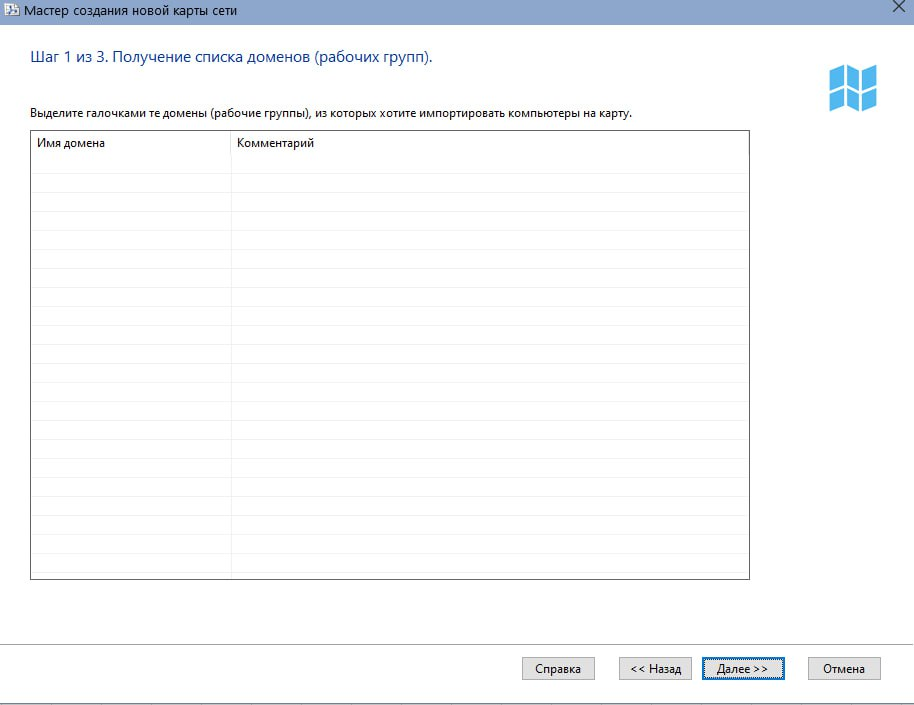 Мастер создания новой карты сети
Шаг 1 из 3. Получение списка доменов (рабочих групп).
Выделите галочками те домены (рабочие группы), из которых хотите импортировать компьютеры на карту.
Имя домена Комментарий
Справка << Назад Далее >> Отмена